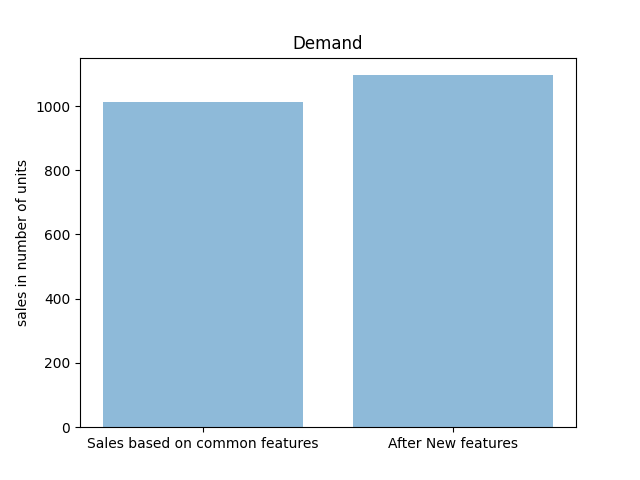 Demand
1000
800
600
400
200
0
sales in number of units
Sales based on common features
After New features